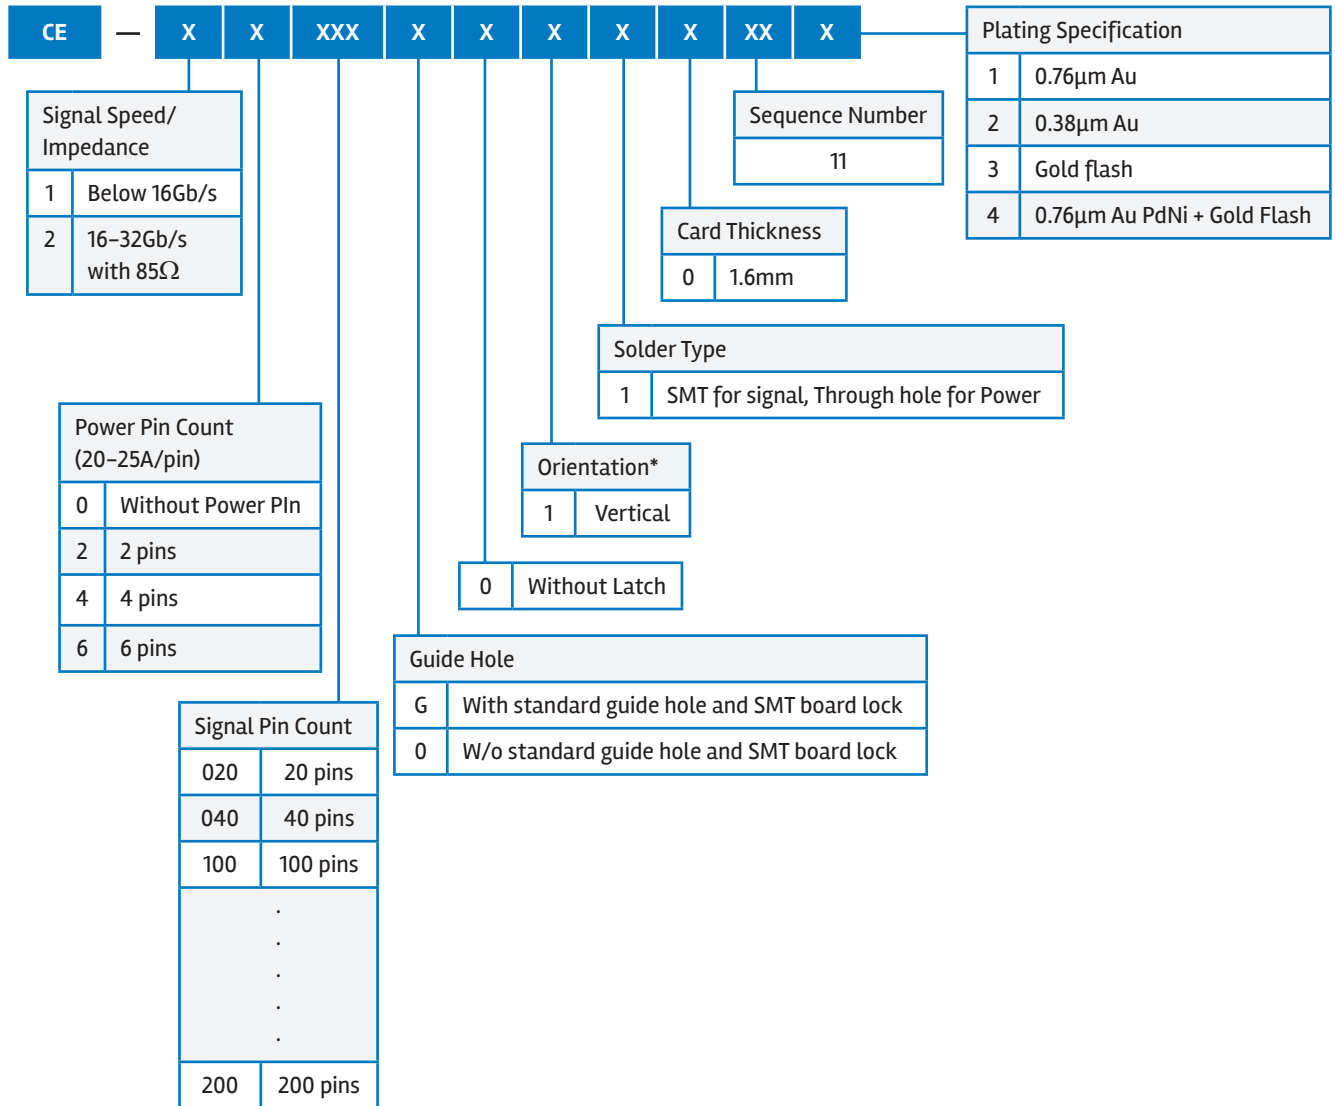 CE — X X XXX X X X X X XX X
Plating Specification
1 0.76μm Au
2 0.38μm Au
3 Gold flash
4 0.76μm Au PdNi + Gold Flash
Signal Speed/
Impedance
1 Below 16Gb/s
2 16–32Gb/s
with 85Ω
Sequence Number
11
Card Thickness
0 1.6mm
Solder Type
1 SMT for signal, Through hole for Power
Power Pin Count
(20–25A/pin)
0 Without Power PIn
2 2 pins
4 4 pins
6 6 pins
Orientation*
1 Vertical
0 Without Latch
Guide Hole
G With standard guide hole and SMT board lock
0 W/o standard guide hole and SMT board lock
Signal Pin Count
020 20 pins
040 40 pins
100 100 pins
.
.
.
.
.
200 200 pins